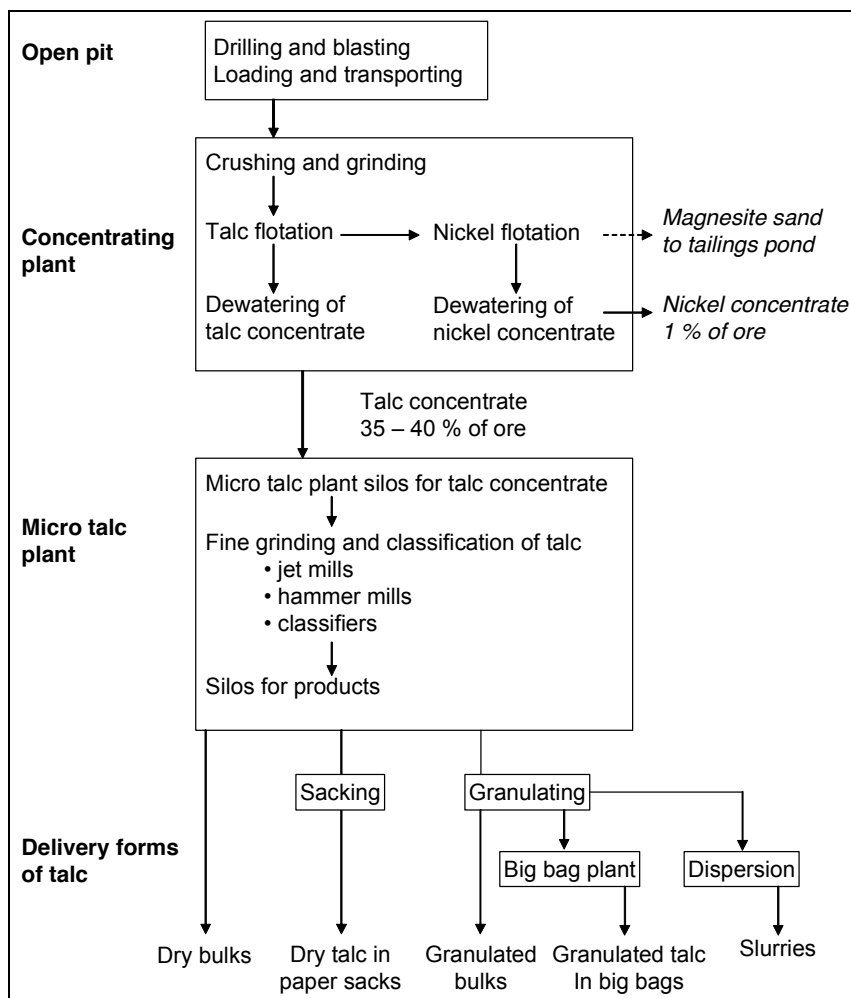 Open pit
Drilling and blasting
Loading and transporting
Crushing and grinding
Concentrating
plant
Talc flotation
Nickel flotation
Magnesite sand
to tailings pond
Dewatering of
talc concentrate
Dewatering of
nickel concentrate
Nickel concentrate
1 % of ore
Talc concentrate
35 – 40 % of ore
Micro talc
plant
Micro talc plant silos for talc concentrate
Fine grinding and classification of talc
• jet mills
• hammer mills
• classifiers
Silos for products
Delivery forms
of talc
Sacking
Granulating
Big bag plant
Dispersion
Dry bulks
Dry talc in
paper sacks
Granulated
bulks
Granulated talc
In big bags
Slurries